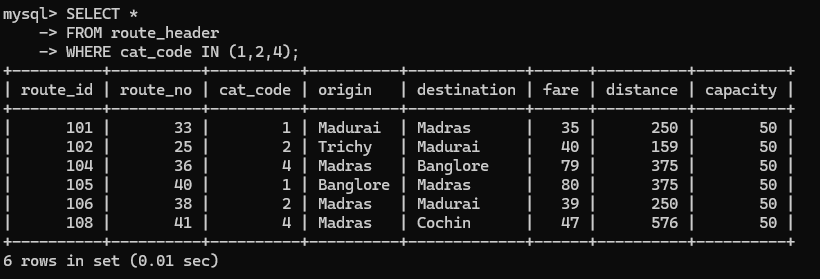 mysql> SELECT *
    -> FROM route_header
    -> WHERE cat_code IN (1,2,4);
+----------+----------+----------+----------+-------------+------+----------+----------+
| route_id | route_no | cat_code | origin   | destination | fare | distance | capacity |
+----------+----------+----------+----------+-------------+------+----------+----------+
|      101 |       33 |        1 | Madurai  | Madras      |   35 |      250 |       50 |
|      102 |       25 |        2 | Trichy   | Madurai     |   40 |      159 |       50 |
|      104 |       36 |        4 | Madras   | Banglore    |   79 |      375 |       50 |
|      105 |       40 |        1 | Banglore | Madras      |   80 |      375 |       50 |
|      106 |       38 |        2 | Madras   | Madurai     |   39 |      250 |       50 |
|      108 |       41 |        4 | Madras   | Cochin      |   47 |      576 |       50 |
+----------+----------+----------+----------+-------------+------+----------+----------+
6 rows in set (0.01 sec)